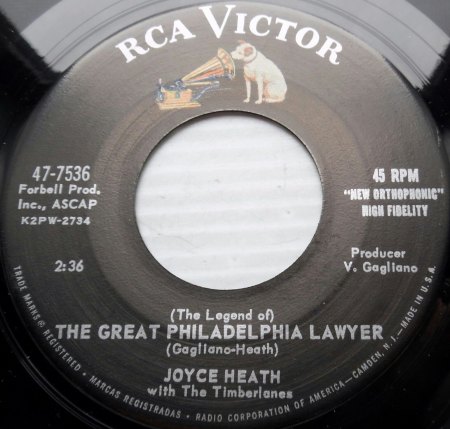 RCA VICTOR
47-7536
Forbell Prod.
Inc., ASCAP
K2PW-2734
2:36
45 RPM
"NEW ORTHOPHONIC"
HIGH FIDELITY
Producer
V. Gagliano
(The Legend of)
THE GREAT PHILADELPHIA LAWYER
(Gagliano-Heath)
JOYCE HEATH
with The Timberlanes
TRADE MARKS ® REGISTERED • MARCAS REGISTRADAS • RADIO CORPORATION OF AMERICA—CAMDEN, N.J.—MADE IN U.S.A.